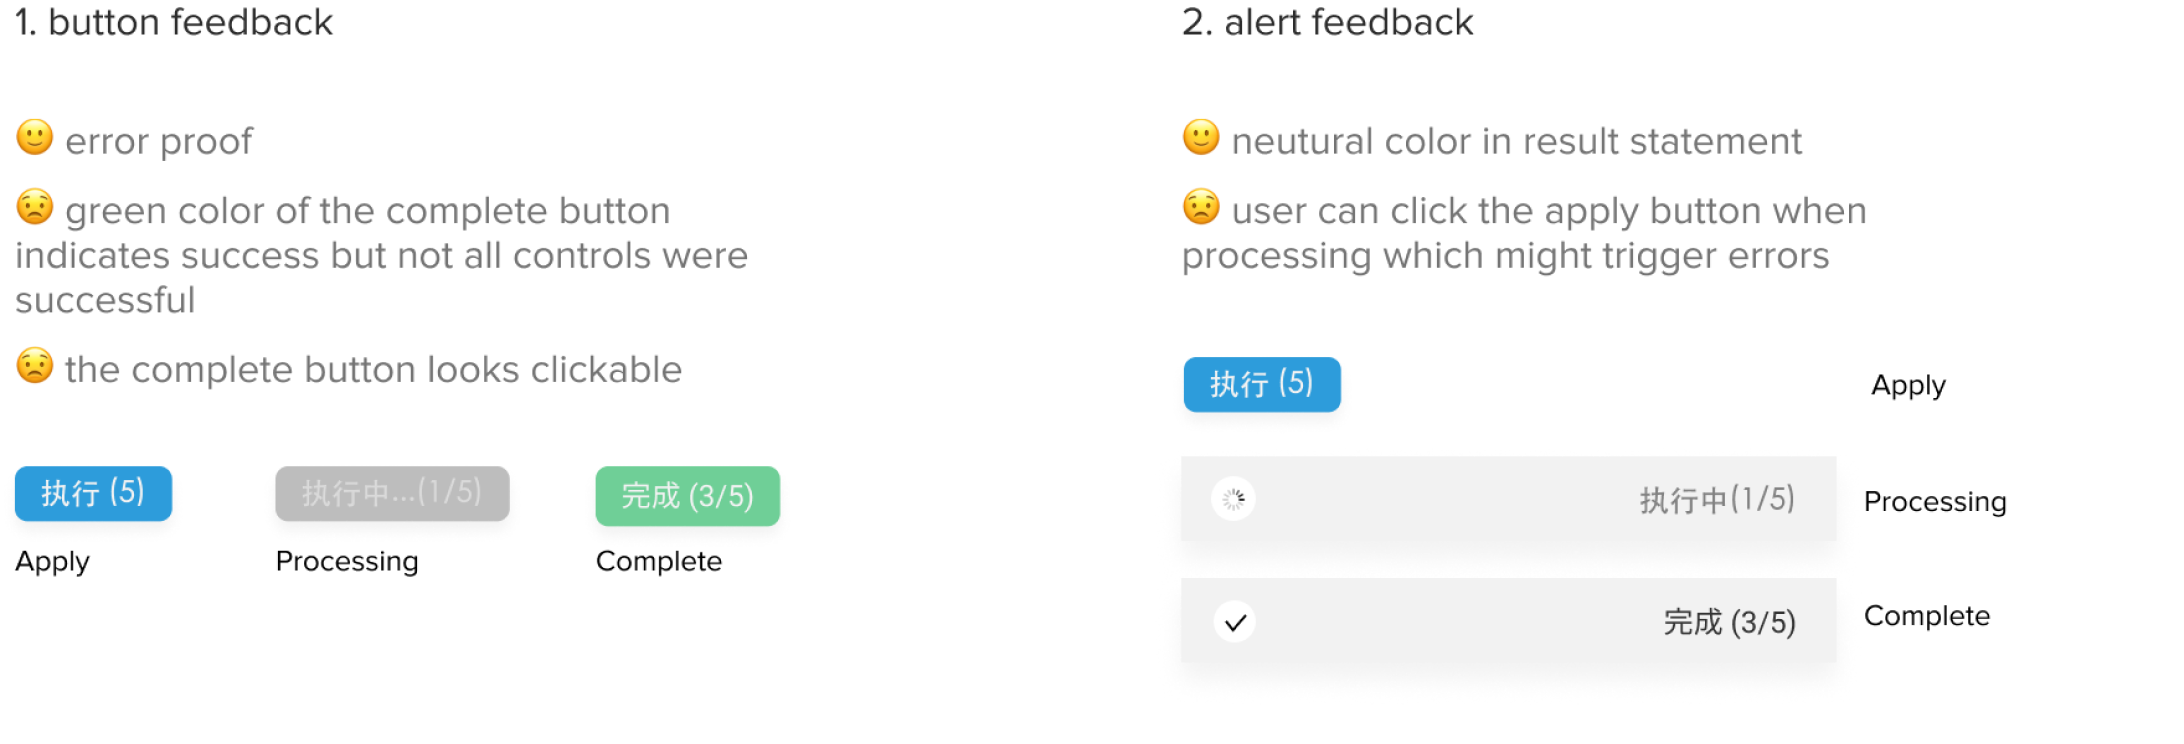 1. button feedback
🙂 error proof
😟 green color of the complete button
indicates success but not all controls were
successful
😟 the complete button looks clickable
执行 (5)
执行中...(1/5)
完成 (3/5)
Apply
Processing
Complete
2. alert feedback
🙂 neutural color in result statement
😟 user can click the apply button when
processing which might trigger errors
执行 (5)
Apply
执行中(1/5)
Processing
完成 (3/5)
Complete